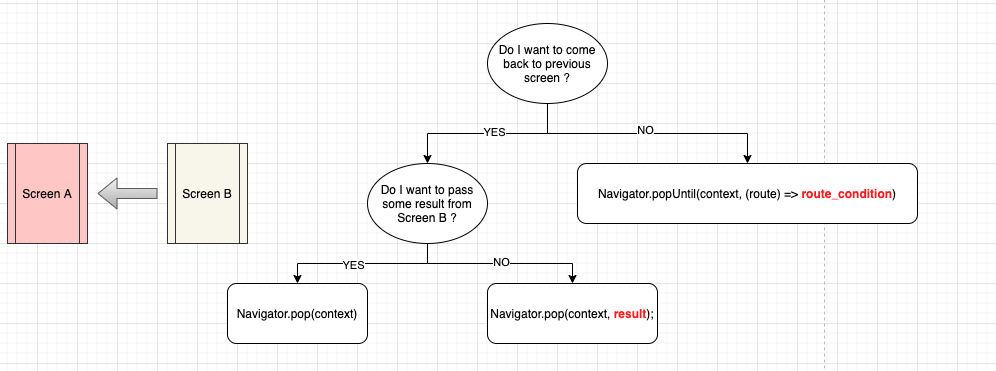 Do I want to come
back to previous
screen ?
YES
NO
Screen A
Screen B
Do I want to pass
some result from
Screen B ?
Navigator.popUntil(context, (route) => route_condition)
YES
NO
Navigator.pop(context)
Navigator.pop(context, result);